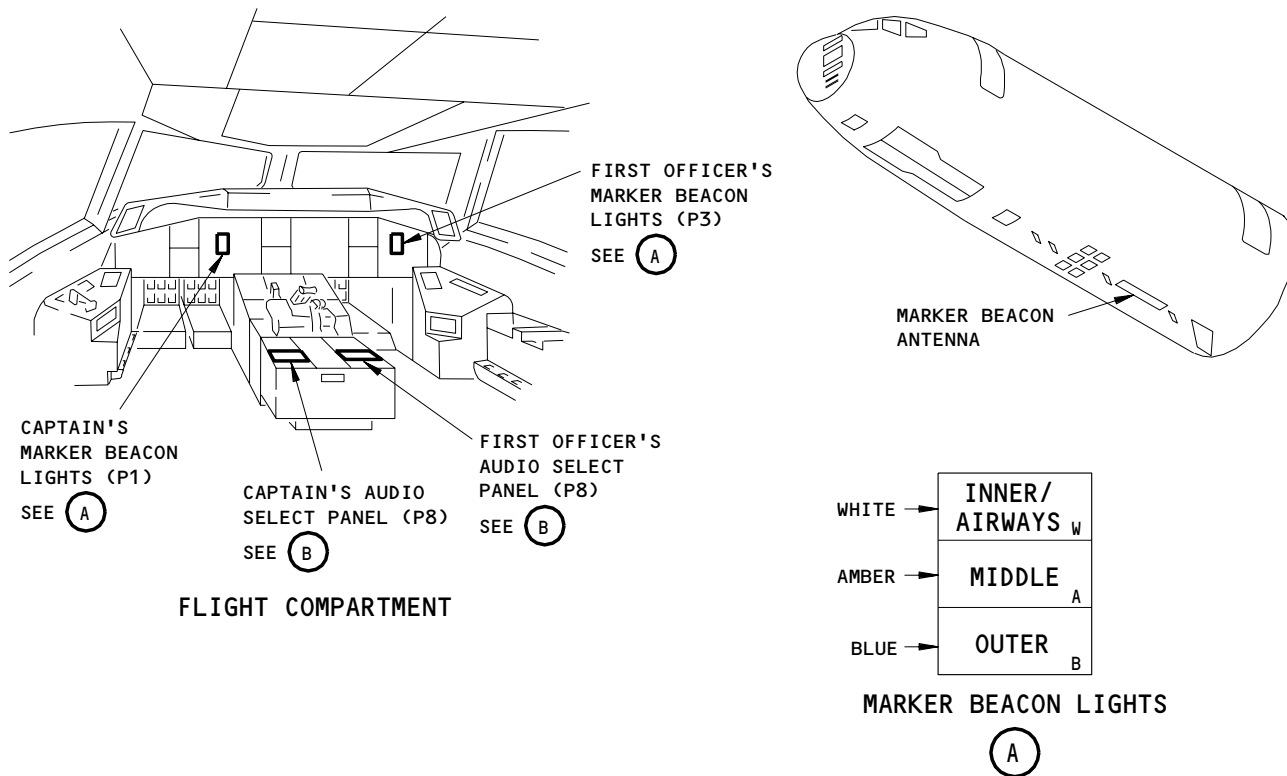 FIRST OFFICER'S
MARKER BEACON
LIGHTS (P3)
SEE A
MARKER BEACON
ANTENNA
CAPTAIN'S
MARKER BEACON
LIGHTS (P1)
SEE A
CAPTAIN'S AUDIO
SELECT PANEL (P8)
SEE B
FIRST OFFICER'S
AUDIO SELECT
PANEL (P8)
SEE B
FLIGHT COMPARTMENT
WHITE
INNER/
AIRWAYS W
AMBER
MIDDLE A
BLUE
OUTER B
MARKER BEACON LIGHTS
A